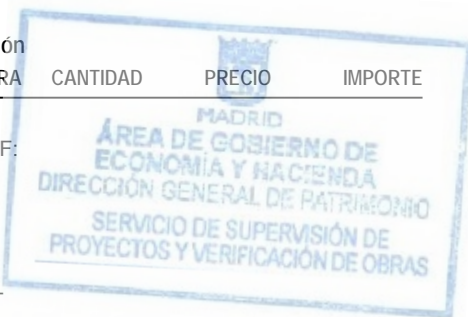 ón
RA CANTIDAD PRECIO IMPORTE
MADRID
F:
ÁREA DE GOBIERNO DE
ECONOMÍA Y HACIENDA
DIRECCIÓN GENERAL DE PATRIMONIO
SERVICIO DE SUPERVISIÓN DE
PROYECTOS Y VERIFICACIÓN DE OBRAS